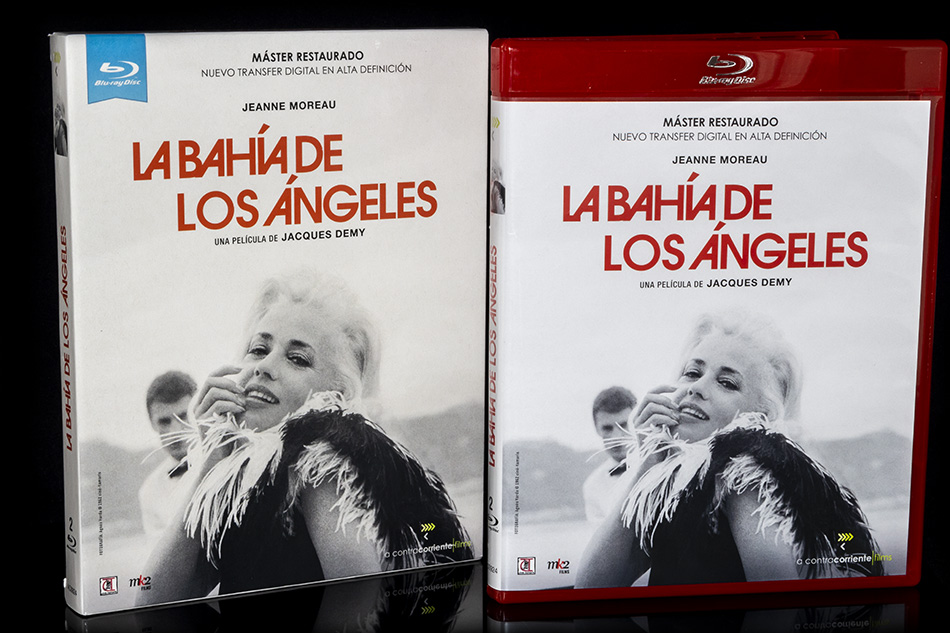 Blu-ray Disc
MÁSTER RESTAURADO
NUEVO TRANSFER DIGITAL EN ALTA DEFINICIÓN
JEANNE MOREAU
LA BAHÍA DE
LOS ÁNGELES
UNA PELÍCULA DE JACQUES DEMY
LA BAHÍA DE LOS ÁNGELES
a contracorriente films
mk2
FILMS
Blu-ray Disc
MÁSTER RESTAURADO
NUEVO TRANSFER DIGITAL EN ALTA DEFINICIÓN
JEANNE MOREAU
LA BAHÍA DE
LOS ÁNGELES
UNA PELÍCULA DE JACQUES DEMY
LA BAHÍA DE LOS ÁNGELES
a contracorriente films
mk2
FILMS